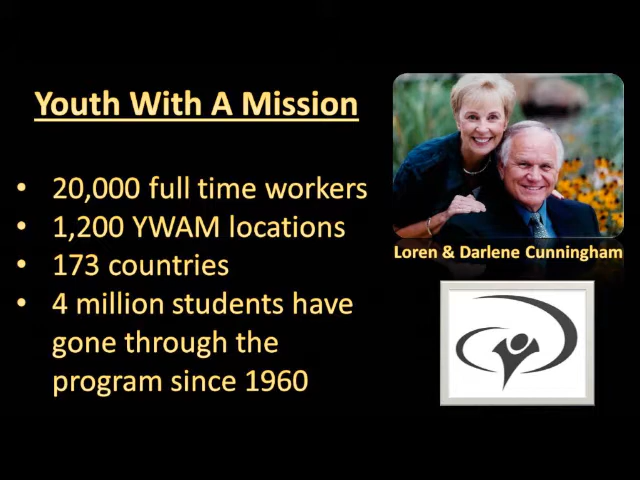 Youth With A Mission
• 20,000 full time workers
• 1,200 YWAM locations
• 173 countries
• 4 million students have
gone through the
program since 1960
Loren & Darlene Cunningham